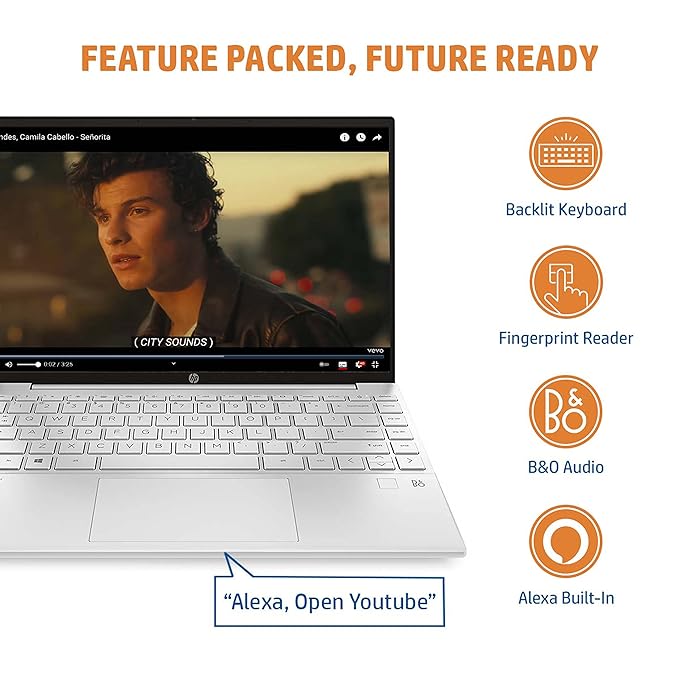 FEATURE PACKED, FUTURE READY
ndes, Camila Cabello - Señorita
( CITY SOUNDS )
vevo
0:02 / 3:25
hp
B&O
"Alexa, Open Youtube"
Backlit Keyboard
Fingerprint Reader
B&O
B&O Audio
Alexa Built-In